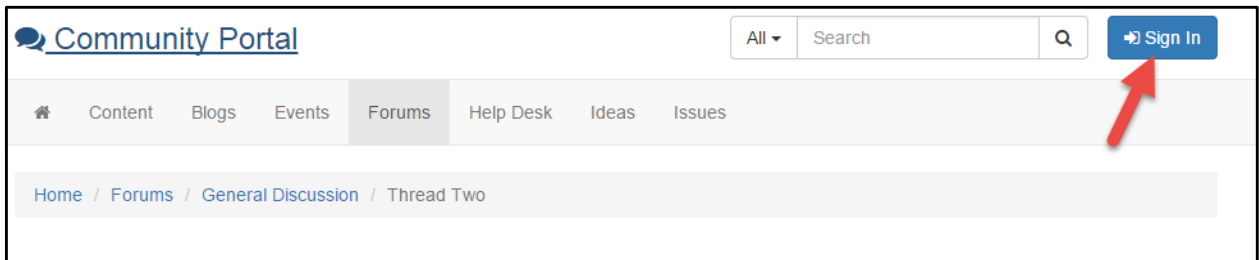 Community Portal
All Search Sign In
Content Blogs Events Forums Help Desk Ideas Issues
Home / Forums / General Discussion / Thread Two